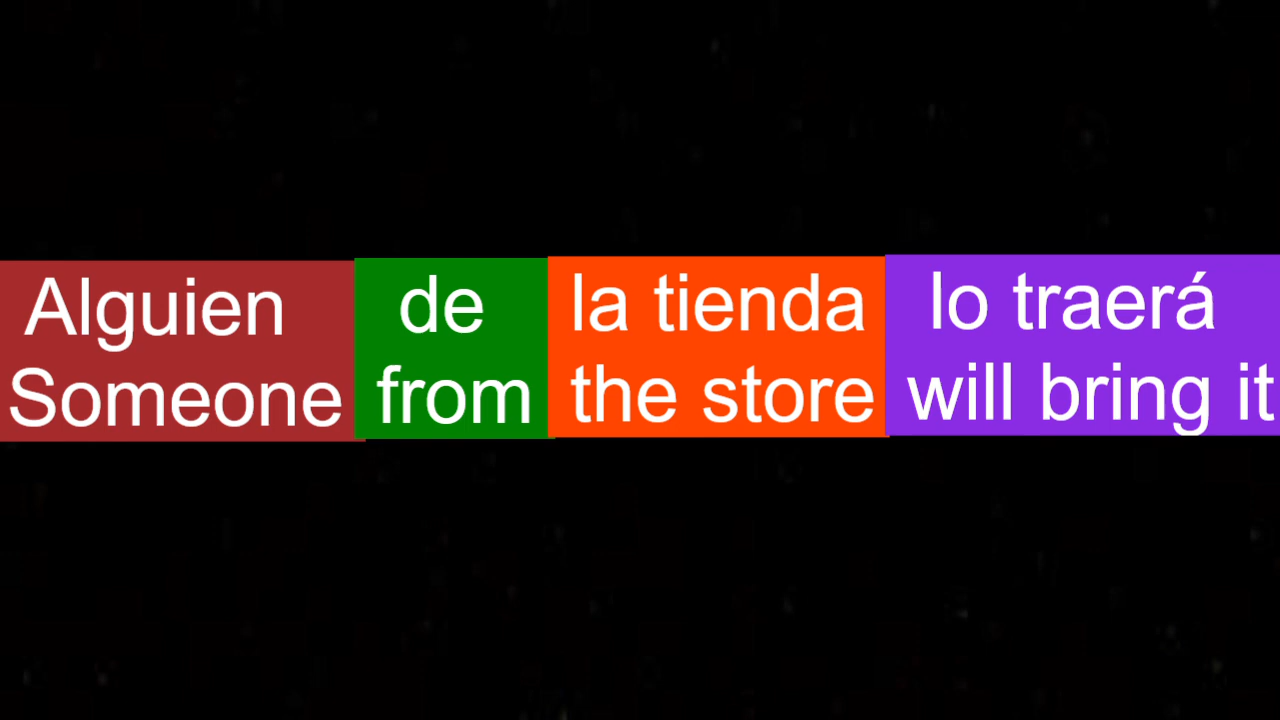 Alguien de la tienda lo traerá
Someone from the store will bring it